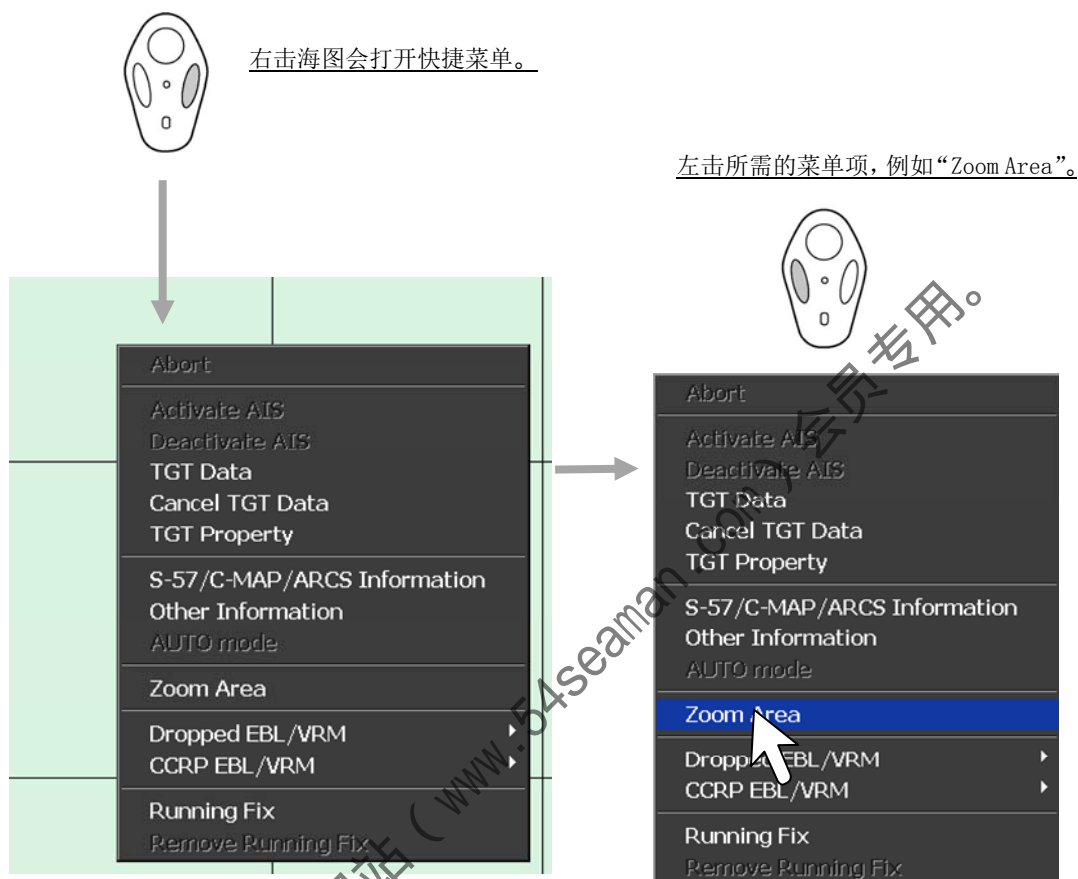 右击海图会打开快捷菜单。
左击所需的菜单项,例如“Zoom Area”。
Abort
Activate AIS
Deactivate AIS
TGT Data
Cancel TGT Data
TGT Property
S-57/C-MAP/ARCS Information
Other Information
AUTO mode
Zoom Area
Dropped EBL/VRM
CCRP EBL/VRM
Running Fix
Remove Running Fix
Abort
Activate AIS
Deactivate AIS
TGT Data
Cancel TGT Data
TGT Property
S-57/C-MAP/ARCS Information
Other Information
AUTO mode
Zoom Area
Dropped EBL/VRM
CCRP EBL/VRM
Running Fix
Remove Running Fix
站(www.54seaman.com)会员专用。